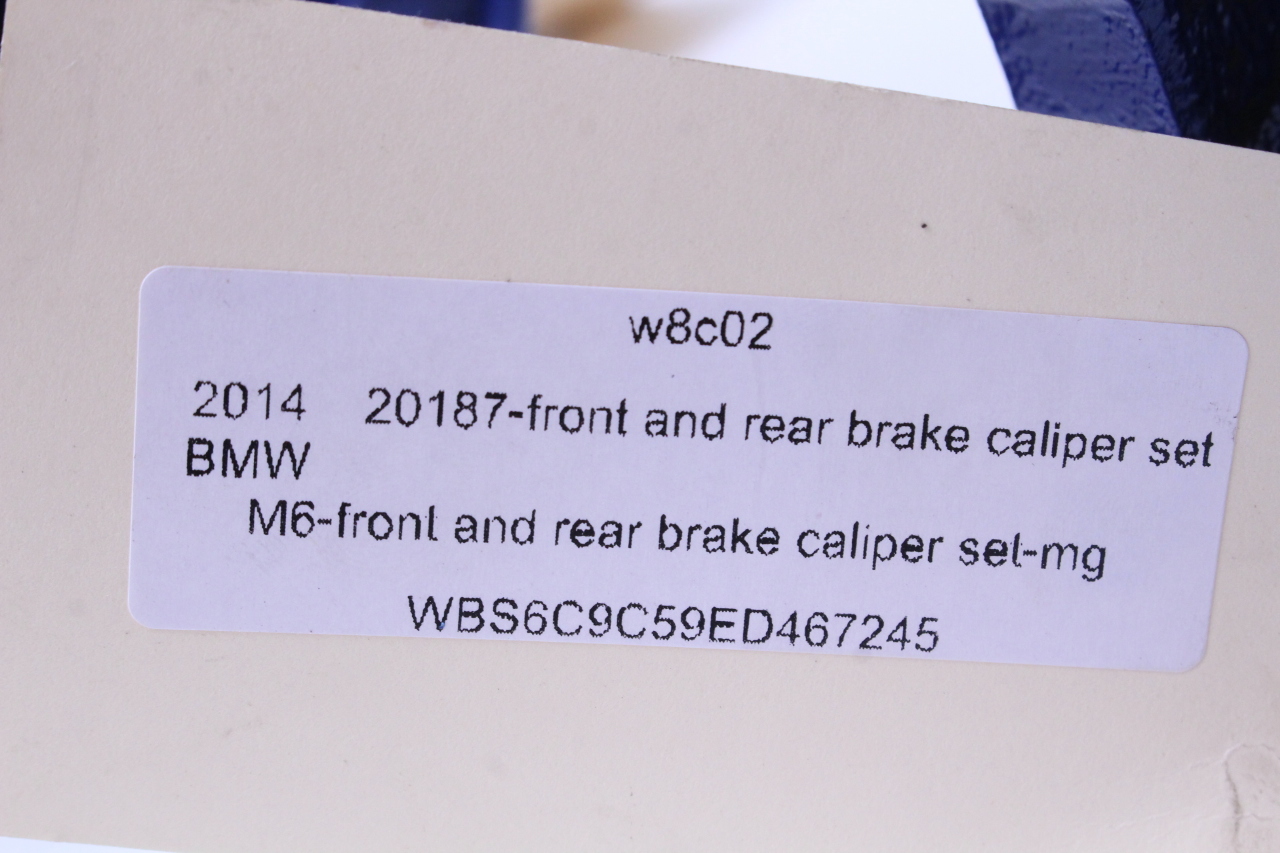 w8c02
2014 20187-front and rear brake caliper set
BMW
M6-front and rear brake caliper set-mg
WBS6C9C59ED467245